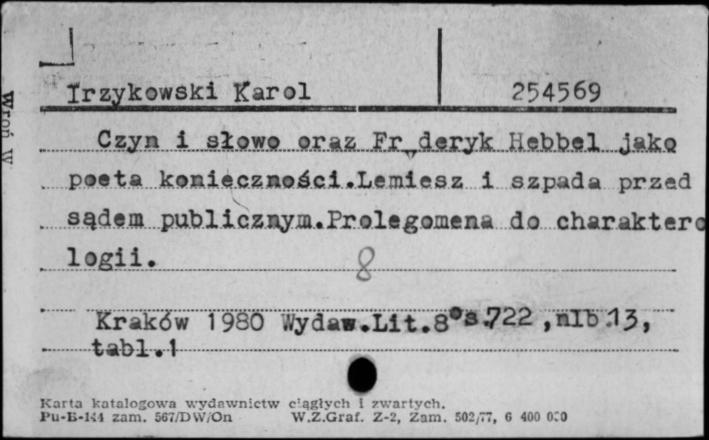 Irzykowski Karol 254569
Wroń W
Czyn i słowo oraz Fr deryk Hebbel jako
poeta konieczności.Lemiesz i szpada przed
sądem publicznym.Prolegomena do charaktero
logii.
8
Kraków 1980 Wydaw.Lit.8° s.722 ,nlb.13,
tabl.1
Karta katalogowa wydawnictw ciągłych i zwartych.
Pu-B-144 zam. 567/DW/On W.Z.Graf. Z-2, Zam. 502/77, 6 400 000